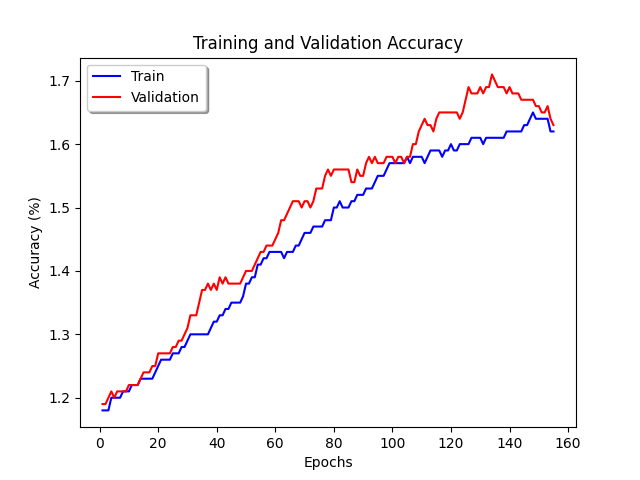 Training and Validation Accuracy
Train
Validation
Accuracy (%)
1.7
1.6
1.5
1.4
1.3
1.2
0 20 40 60 80 100 120 140 160
Epochs